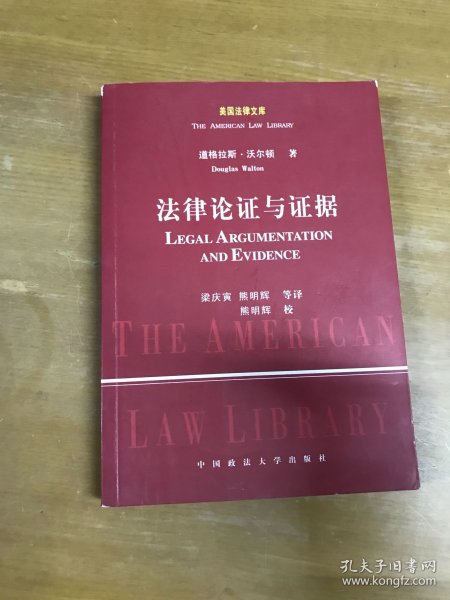 美国法律文库
THE AMERICAN LAW LIBRARY
道格拉斯·沃尔顿 著
Douglas Walton
法律论证与证据
LEGAL ARGUMENTATION
AND EVIDENCE
梁庆寅 熊明辉 等译
熊明辉 校
THE AMERICAN
LAW LIBRARY
中国政法大学出版社
孔夫子旧书网
www.kongfz.com